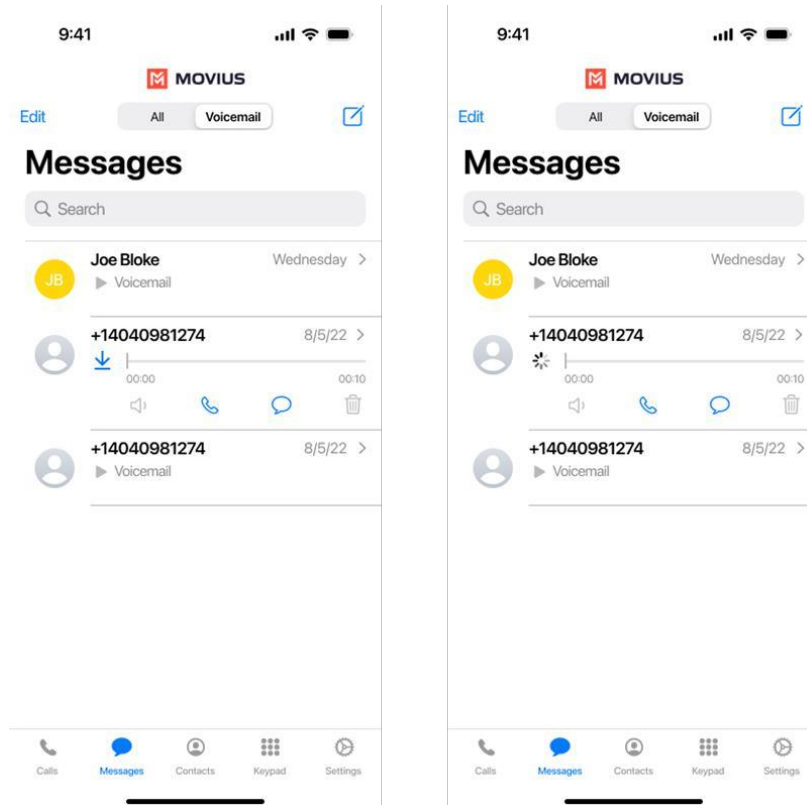 9:41
MOVIUS
Edit All Voicemail
Messages
Search
Joe Bloke Wednesday
JB
Voicemail
+14040981274 8/5/22
00:00 00:10
+14040981274 8/5/22
Voicemail
Calls Messages Contacts Keypad Settings
9:41
MOVIUS
Edit All Voicemail
Messages
Search
Joe Bloke Wednesday
JB
Voicemail
+14040981274 8/5/22
00:00 00:10
+14040981274 8/5/22
Voicemail
Calls Messages Contacts Keypad Settings